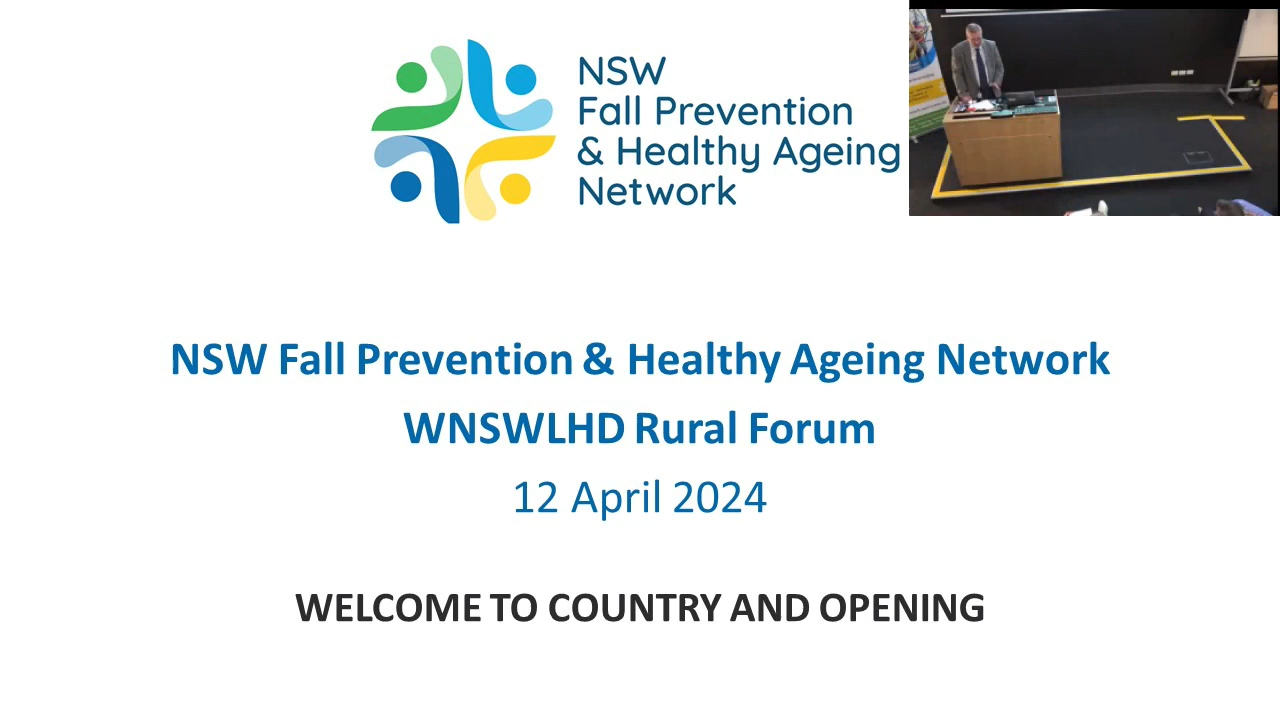 NSW
Fall Prevention
& Healthy Ageing
Network
NSW Fall Prevention & Healthy Ageing Network
WNSWLHD Rural Forum
12 April 2024
WELCOME TO COUNTRY AND OPENING